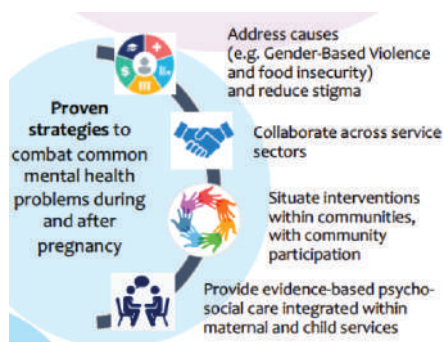 Proven
strategies to
combat common
mental health
problems during
and after
pregnancy
Address causes
(e.g. Gender-Based Violence
and food insecurity)
and reduce stigma
Collaborate across service
sectors
Situate interventions
within communities,
with community
participation
Provide evidence-based psycho-
social care integrated within
maternal and child services